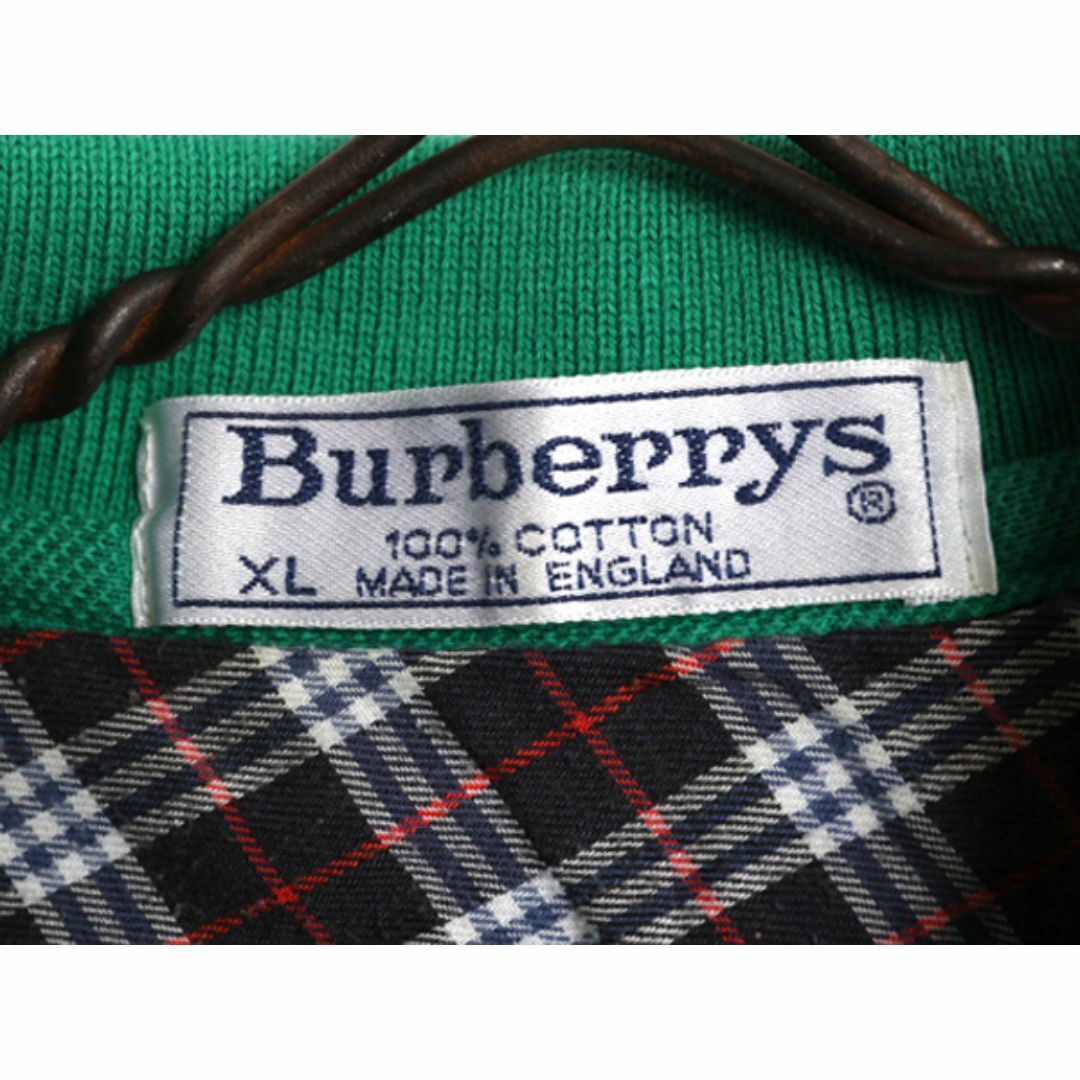 Burberrys ®
100% COTTON
XL MADE IN ENGLAND